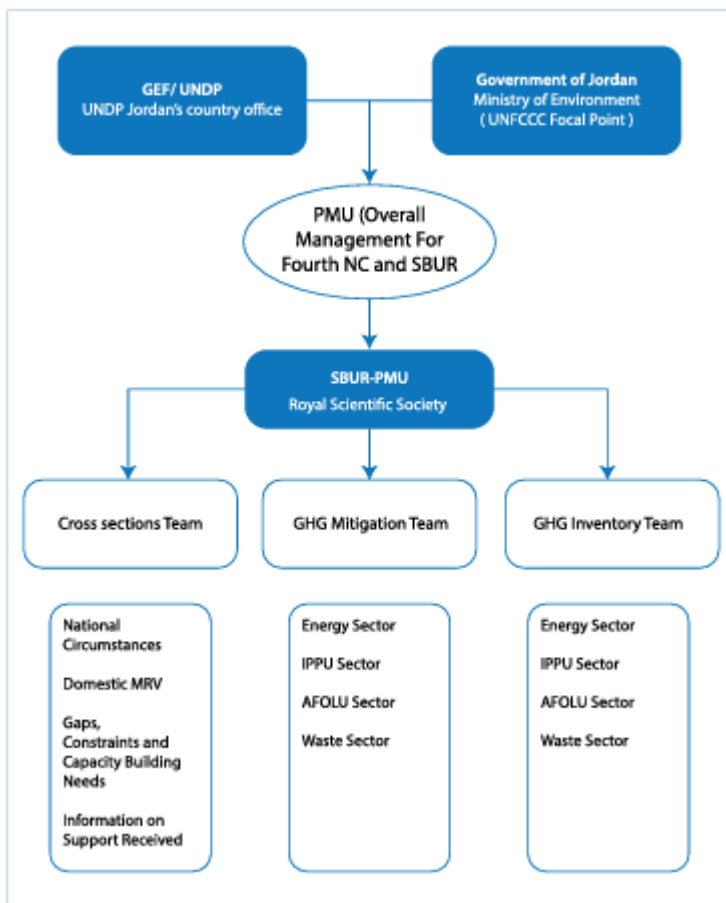 GEF/ UNDP
UNDP Jordan's country office
Government of Jordan
Ministry of Environment
( UNFCCC Focal Point )
PMU (Overall
Management For
Fourth NC and SBUR
SBUR-PMU
Royal Scientific Society
Cross sections Team
GHG Mitigation Team
GHG Inventory Team
National
Circumstances
Domestic MRV
Gaps,
Constraints and
Capacity Building
Needs
Information on
Support Received
Energy Sector
IPPU Sector
AFOLU Sector
Waste Sector
Energy Sector
IPPU Sector
AFOLU Sector
Waste Sector